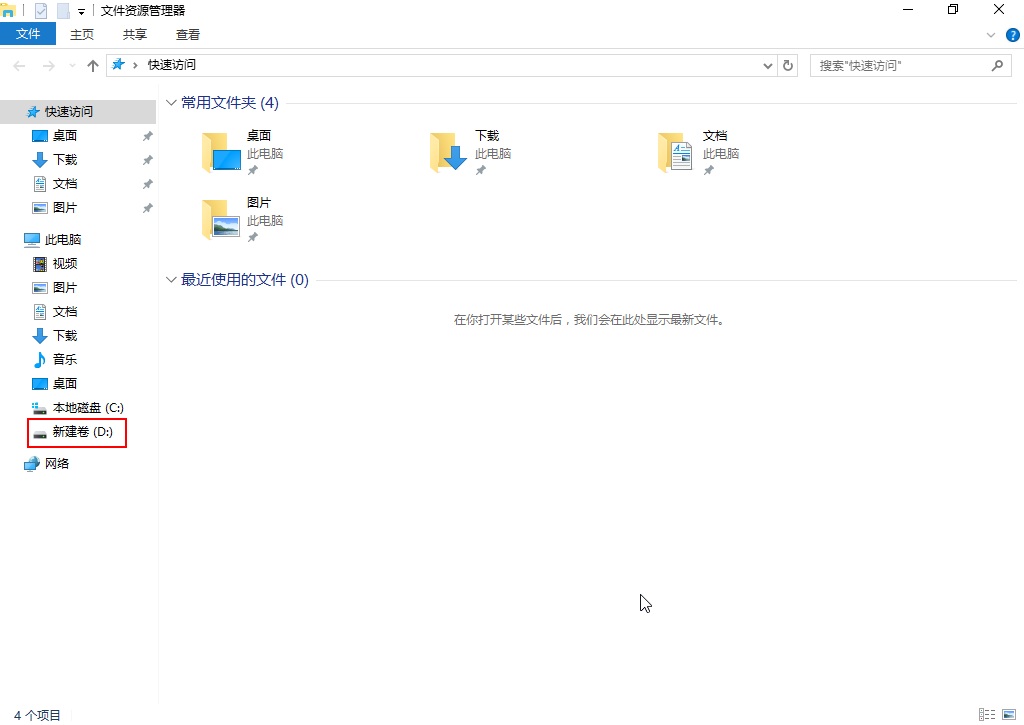 文件资源管理器
文件 主页 共享 查看
快速访问 搜索"快速访问"
快速访问
桌面
下载
文档
图片
此电脑
视频
图片
文档
下载
音乐
桌面
本地磁盘 (C:)
新建卷 (D:)
网络
常用文件夹 (4)
桌面
此电脑
下载
此电脑
文档
此电脑
图片
此电脑
最近使用的文件 (0)
在你打开某些文件后，我们会在此处显示最新文件。
4 个项目